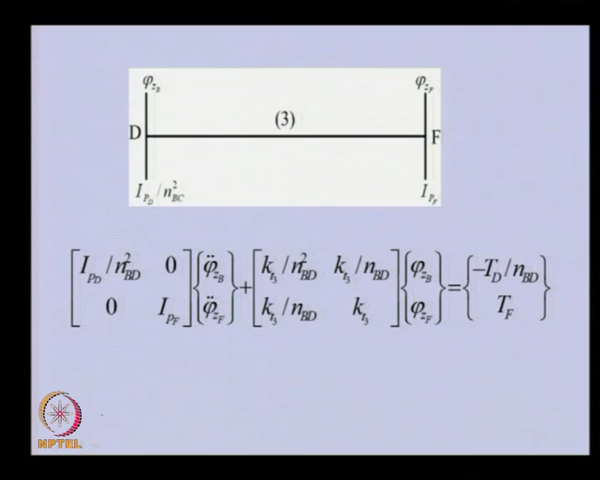 φ_{z_B} φ_{z_F}
D (3) F
I_{p_D}/n²_{BC} I_{p_F}
[I_{p_D}/n²_{BD} 0; 0 I_{p_F}]{φ̈_{z_B}; φ̈_{z_F}}+[k_{t_3}/n²_{BD} k_{t_3}/n_{BD}; k_{t_3}/n_{BD} k_{t_3}]{φ_{z_B}; φ_{z_F}}={−T_D/n_{BD}; T_F}
NPTEL